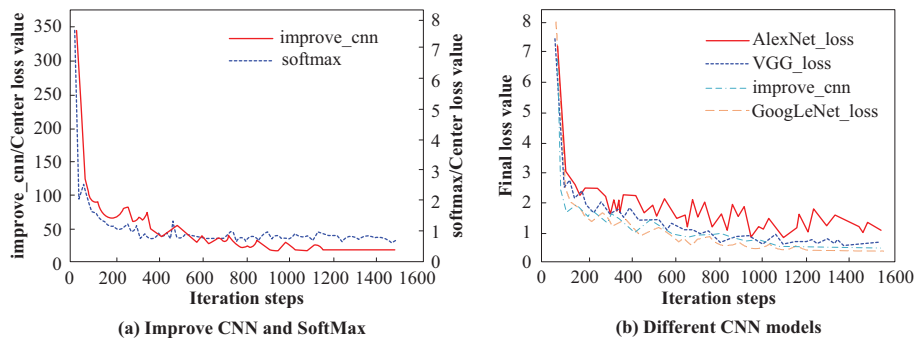 improve_cnn/Center loss value
350
300
250
200
150
100
50
0
improve_cnn
softmax
8
7
6
5
4
3
2
1
0
softmax/Center loss value
0 200 400 600 800 1000 1200 1400 1600
Iteration steps
(a) Improve CNN and SoftMax
Final loss value
8
7
6
5
4
3
2
1
0
AlexNet_loss
VGG_loss
improve_cnn
GoogLeNet_loss
0 200 400 600 800 1000 1200 1400 1600
Iteration steps
(b) Different CNN models